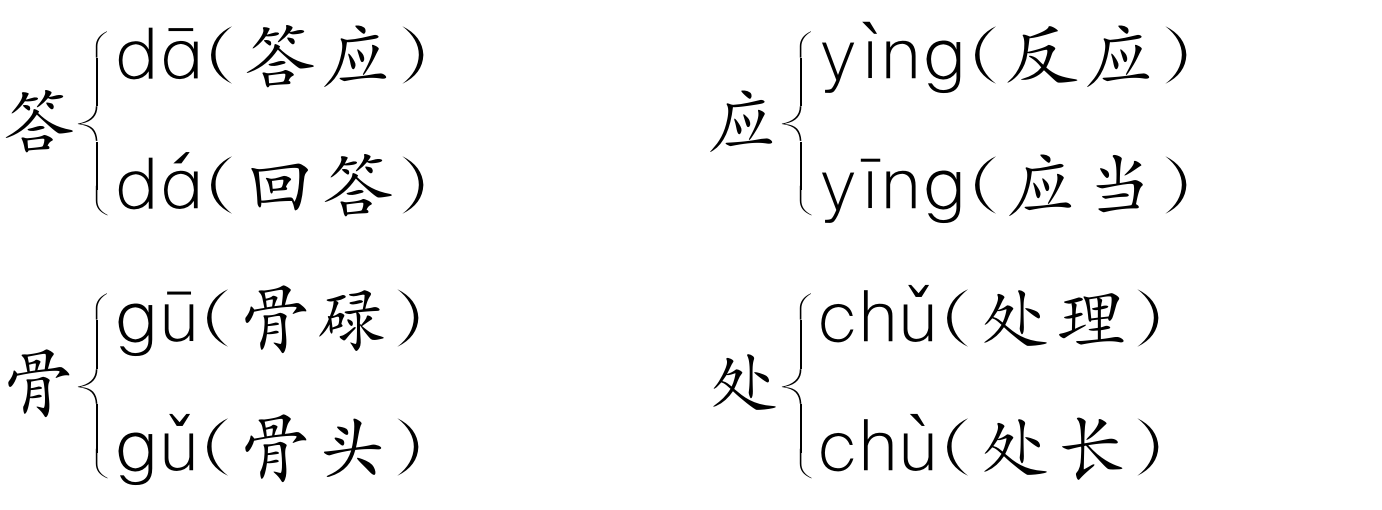 答 dā(答应) dá(回答)
应 yìng(反应) yīng(应当)
骨 gū(骨碌) gǔ(骨头)
处 chǔ(处理) chù(处长)